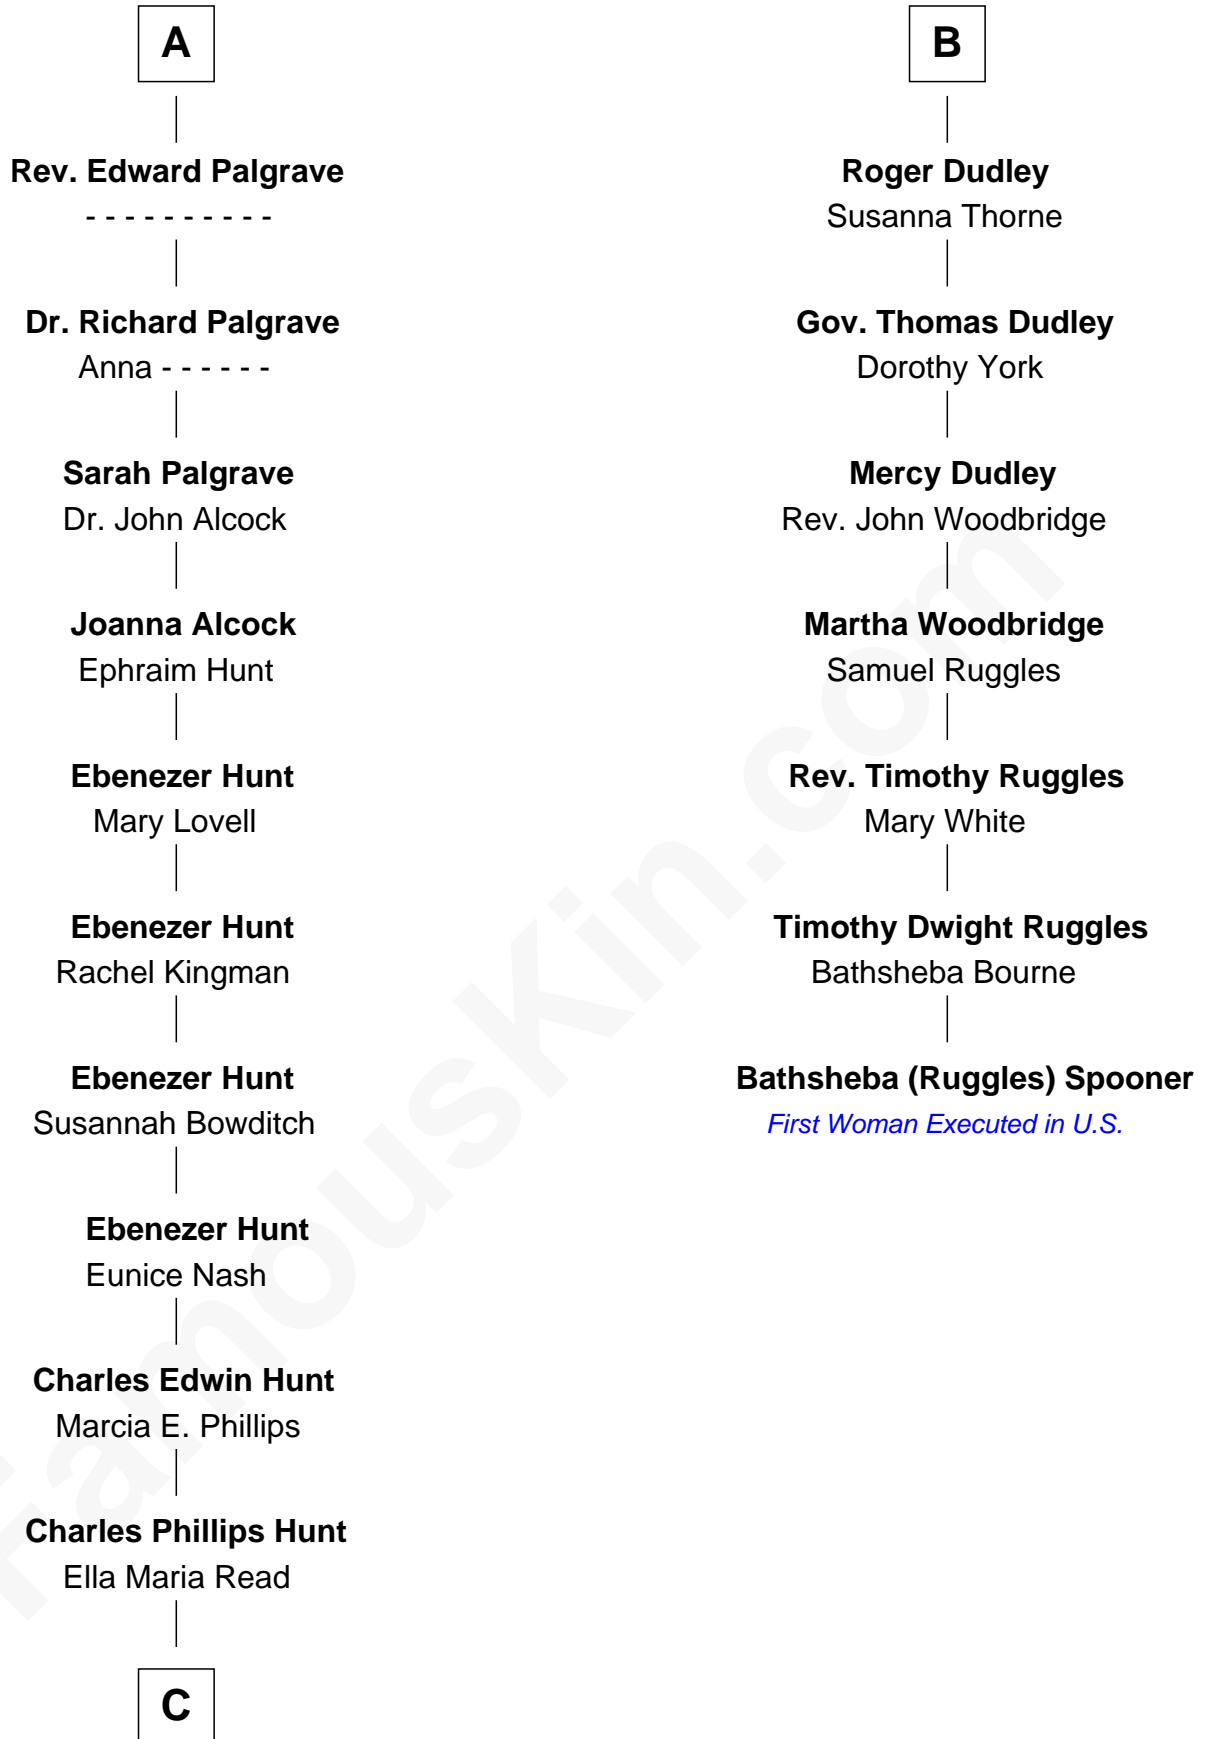 A
Rev. Edward Palgrave
- - - - - - - - - -
Dr. Richard Palgrave
Anna - - - - - -
Sarah Palgrave
Dr. John Alcock
Joanna Alcock
Ephraim Hunt
Ebenezer Hunt
Mary Lovell
Ebenezer Hunt
Rachel Kingman
Ebenezer Hunt
Susannah Bowditch
Ebenezer Hunt
Eunice Nash
Charles Edwin Hunt
Marcia E. Phillips
Charles Phillips Hunt
Ella Maria Read
C
B
Roger Dudley
Susanna Thorne
Gov. Thomas Dudley
Dorothy York
Mercy Dudley
Rev. John Woodbridge
Martha Woodbridge
Samuel Ruggles
Rev. Timothy Ruggles
Mary White
Timothy Dwight Ruggles
Bathsheba Bourne
Bathsheba (Ruggles) Spooner
First Woman Executed in U.S.
FamousKin.com